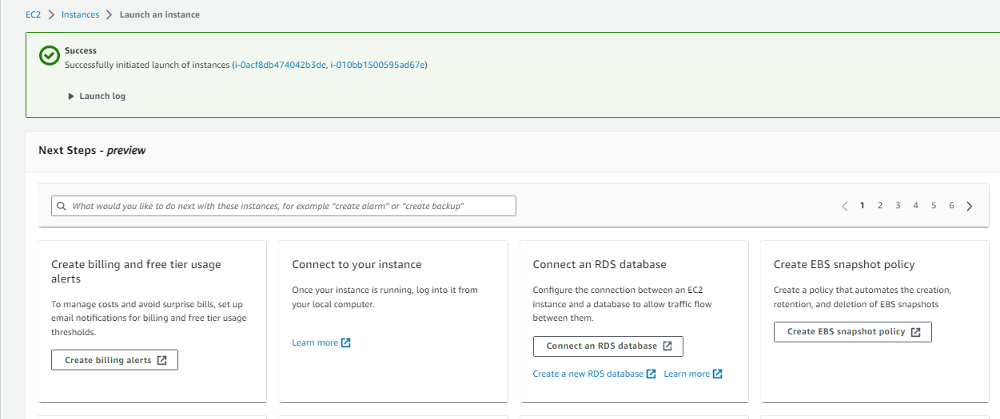 EC2 > Instances > Launch an instance
Success
Successfully initiated launch of instances (i-0acf8db474042b3de, i-010bb1500595ad67e)
Launch log
Next Steps - preview
What would you like to do next with these instances, for example “create alarm” or “create backup”
1 2 3 4 5 6
Create billing and free tier usage
alerts
To manage costs and avoid surprise bills, set up
email notifications for billing and free tier usage
thresholds.
Create billing alerts
Connect to your instance
Once your instance is running, log into it from
your local computer.
Learn more
Connect an RDS database
Configure the connection between an EC2
instance and a database to allow traffic flow
between them.
Connect an RDS database
Create a new RDS database Learn more
Create EBS snapshot policy
Create a policy that automates the creation,
retention, and deletion of EBS snapshots
Create EBS snapshot policy